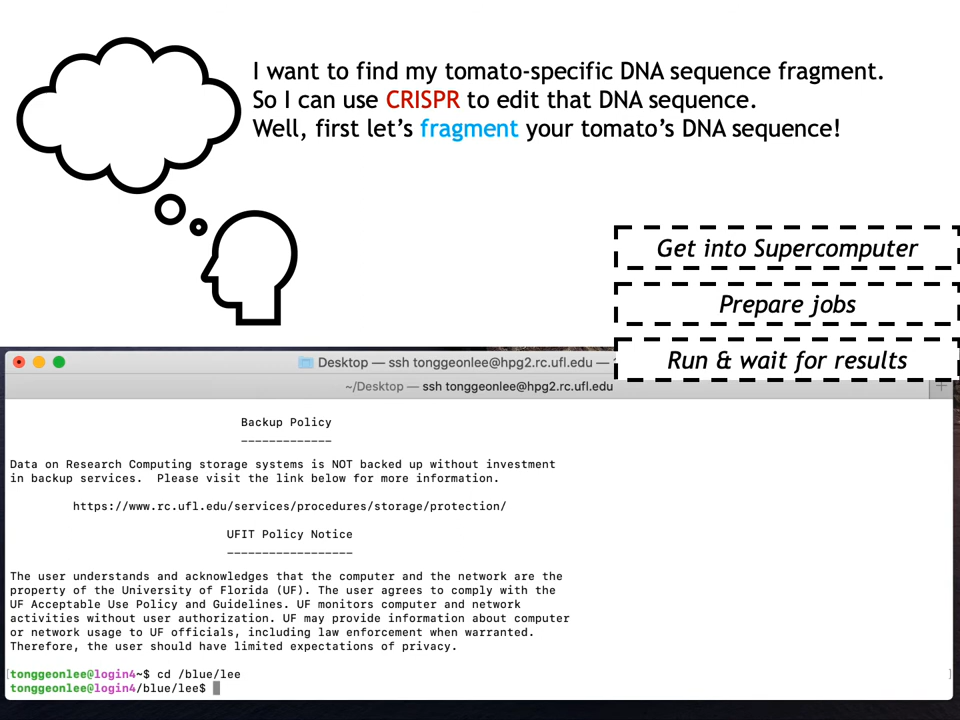 I want to find my tomato-specific DNA sequence fragment.
So I can use CRISPR to edit that DNA sequence.
Well, first let's fragment your tomato's DNA sequence!
Get into Supercomputer
Prepare jobs
Run & wait for results
Desktop — ssh tonggeonlee@hpg2.rc.ufl.edu —
~/Desktop — ssh tonggeonlee@hpg2.rc.ufl.edu
+
Backup Policy
-------------
Data on Research Computing storage systems is NOT backed up without investment
in backup services.  Please visit the link below for more information.
https://www.rc.ufl.edu/services/procedures/storage/protection/
UFIT Policy Notice
------------------
The user understands and acknowledges that the computer and the network are the
property of the University of Florida (UF). The user agrees to comply with the
UF Acceptable Use Policy and Guidelines. UF monitors computer and network
activities without user authorization. UF may provide information about computer
or network usage to UF officials, including law enforcement when warranted.
Therefore, the user should have limited expectations of privacy.
[tonggeonlee@login4~$ cd /blue/lee ]
tonggeonlee@login4/blue/lee$